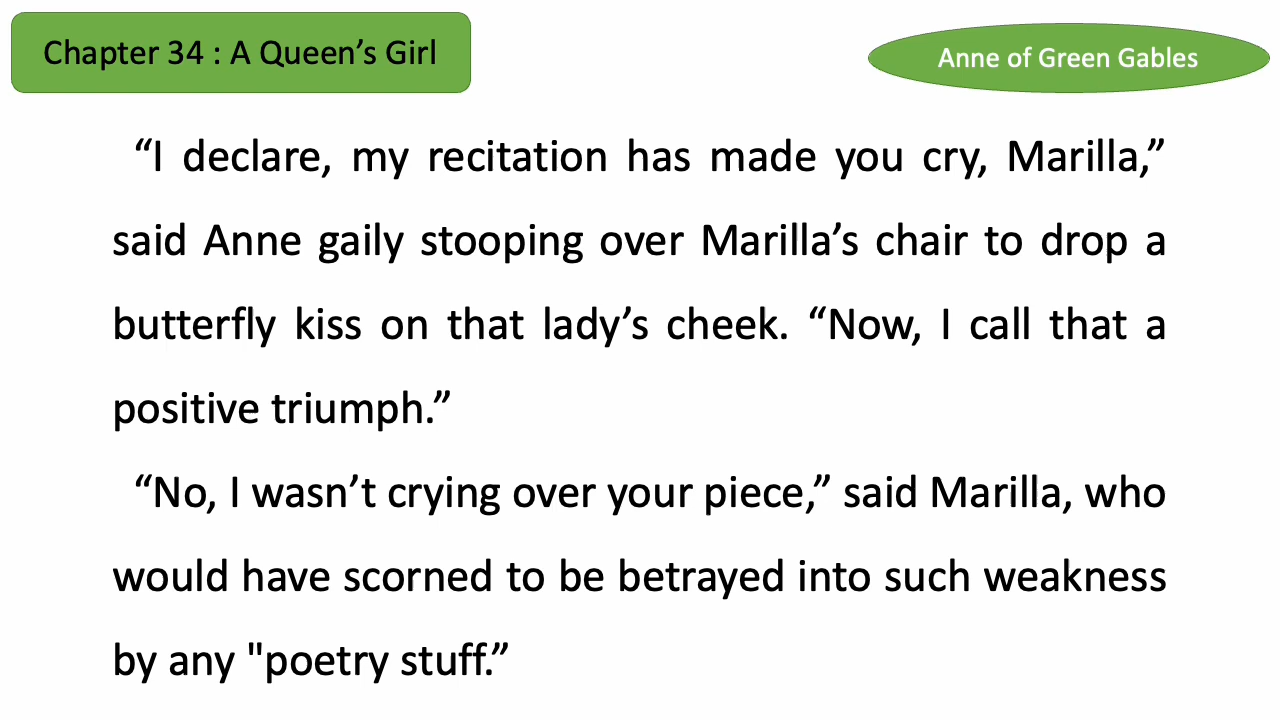 Chapter 34 : A Queen’s Girl
Anne of Green Gables
“I declare, my recitation has made you cry, Marilla,”
said Anne gaily stooping over Marilla’s chair to drop a
butterfly kiss on that lady’s cheek. “Now, I call that a
positive triumph.”
“No, I wasn’t crying over your piece,” said Marilla, who
would have scorned to be betrayed into such weakness
by any "poetry stuff.”